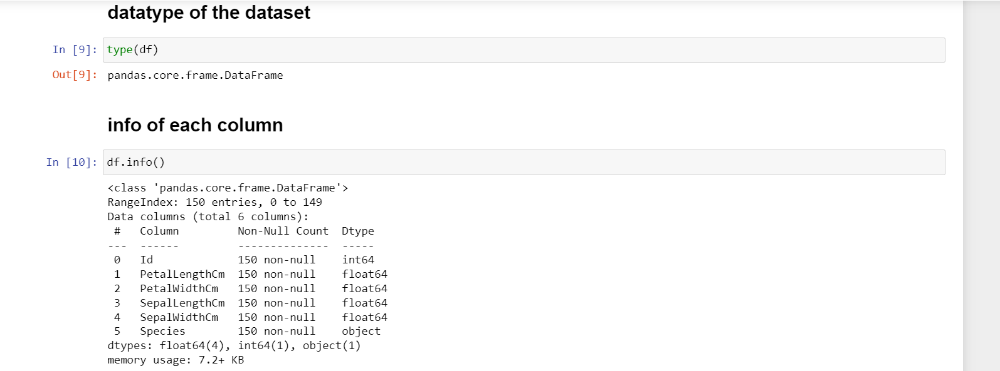 datatype of the dataset
In [9]: type(df)
Out[9]: pandas.core.frame.DataFrame
info of each column
In [10]: df.info()
<class 'pandas.core.frame.DataFrame'>
RangeIndex: 150 entries, 0 to 149
Data columns (total 6 columns):
 #   Column         Non-Null Count  Dtype
---  ------         --------------  -----
 0   Id             150 non-null    int64
 1   PetalLengthCm  150 non-null    float64
 2   PetalWidthCm   150 non-null    float64
 3   SepalLengthCm  150 non-null    float64
 4   SepalWidthCm   150 non-null    float64
 5   Species        150 non-null    object
dtypes: float64(4), int64(1), object(1)
memory usage: 7.2+ KB